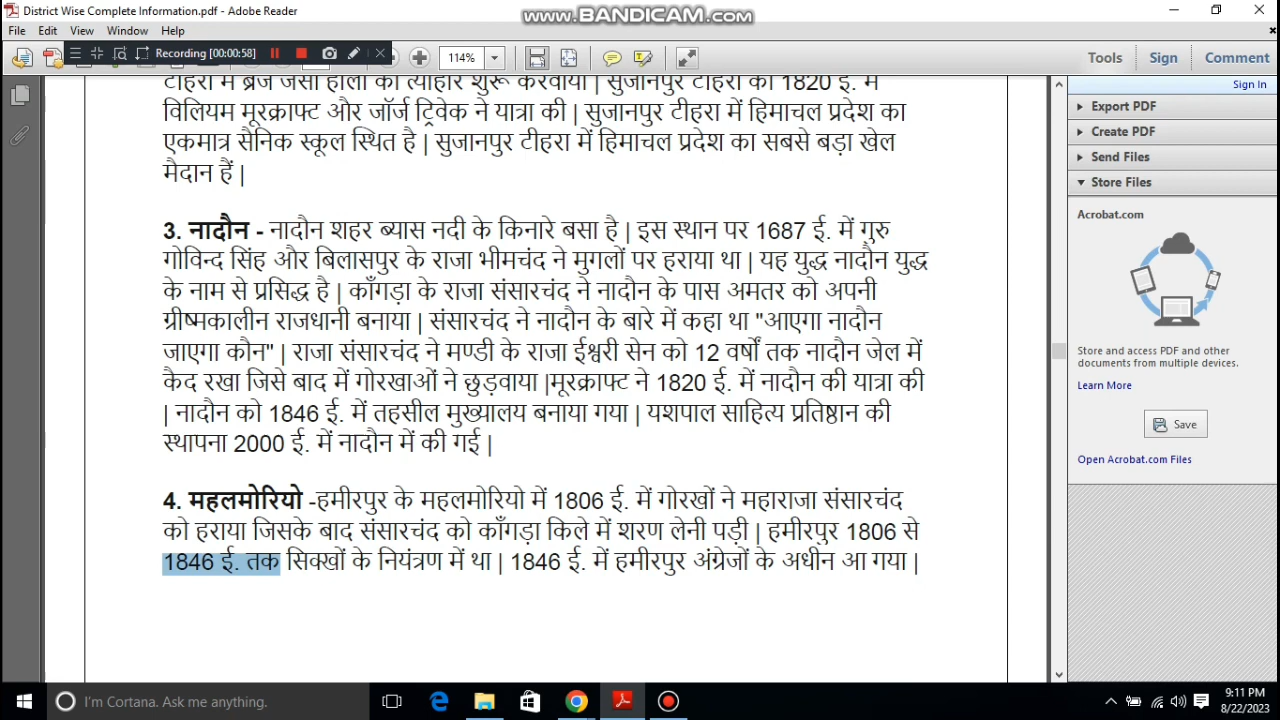 District Wise Complete Information.pdf - Adobe Reader
www.BANDICAM.com
File Edit View Window Help
Recording [00:00:58]
114%
Tools Sign Comment
Sign In
Export PDF
Create PDF
Send Files
Store Files
Acrobat.com
Store and access PDF and other
documents from multiple devices.
Learn More
Save
Open Acrobat.com Files
टीहरा में ब्रज जैसी होली का त्योहार शुरू करवाया | सुजानपुर टीहरा की 1820 ई. में
विलियम मूरक्राफ्ट और जॉर्ज ट्रिवेक ने यात्रा की | सुजानपुर टीहरा में हिमाचल प्रदेश का
एकमात्र सैनिक स्कूल स्थित है | सुजानपुर टीहरा में हिमाचल प्रदेश का सबसे बड़ा खेल
मैदान हैं |
3. नादौन - नादौन शहर ब्यास नदी के किनारे बसा है | इस स्थान पर 1687 ई. में गुरु
गोविन्द सिंह और बिलासपुर के राजा भीमचंद ने मुगलों पर हराया था | यह युद्ध नादौन युद्ध
के नाम से प्रसिद्ध है | काँगड़ा के राजा संसारचंद ने नादौन के पास अमतर को अपनी
ग्रीष्मकालीन राजधानी बनाया | संसारचंद ने नादौन के बारे में कहा था "आएगा नादौन
जाएगा कौन" | राजा संसारचंद ने मण्डी के राजा ईश्वरी सेन को 12 वर्षों तक नादौन जेल में
कैद रखा जिसे बाद में गोरखाओं ने छुड़वाया |मूरक्राफ्ट ने 1820 ई. में नादौन की यात्रा की
| नादौन को 1846 ई. में तहसील मुख्यालय बनाया गया | यशपाल साहित्य प्रतिष्ठान की
स्थापना 2000 ई. में नादौन में की गई |
4. महलमोरियो -हमीरपुर के महलमोरियो में 1806 ई. में गोरखों ने महाराजा संसारचंद
को हराया जिसके बाद संसारचंद को काँगड़ा किले में शरण लेनी पड़ी | हमीरपुर 1806 से
1846 ई. तक सिक्खों के नियंत्रण में था | 1846 ई. में हमीरपुर अंग्रेजों के अधीन आ गया |
I'm Cortana. Ask me anything.
9:11 PM
8/22/2023